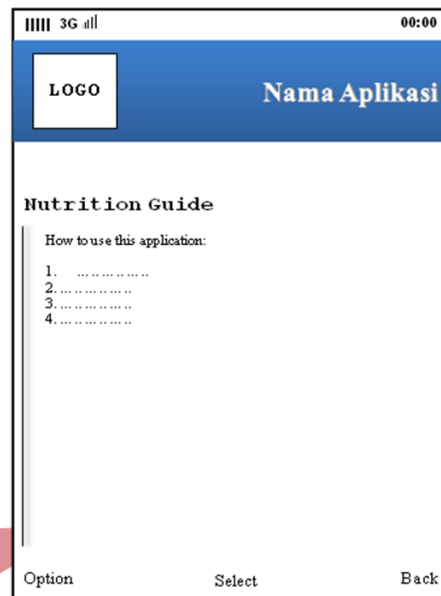 3G 00:00
LOGO
Nama Aplikasi
Nutrition Guide
How to use this application:
1. ... ... ... ... ..
2. ... ... ... ... ..
3. ... ... ... ... ..
4. ... ... ... ... ..
Option Select Back